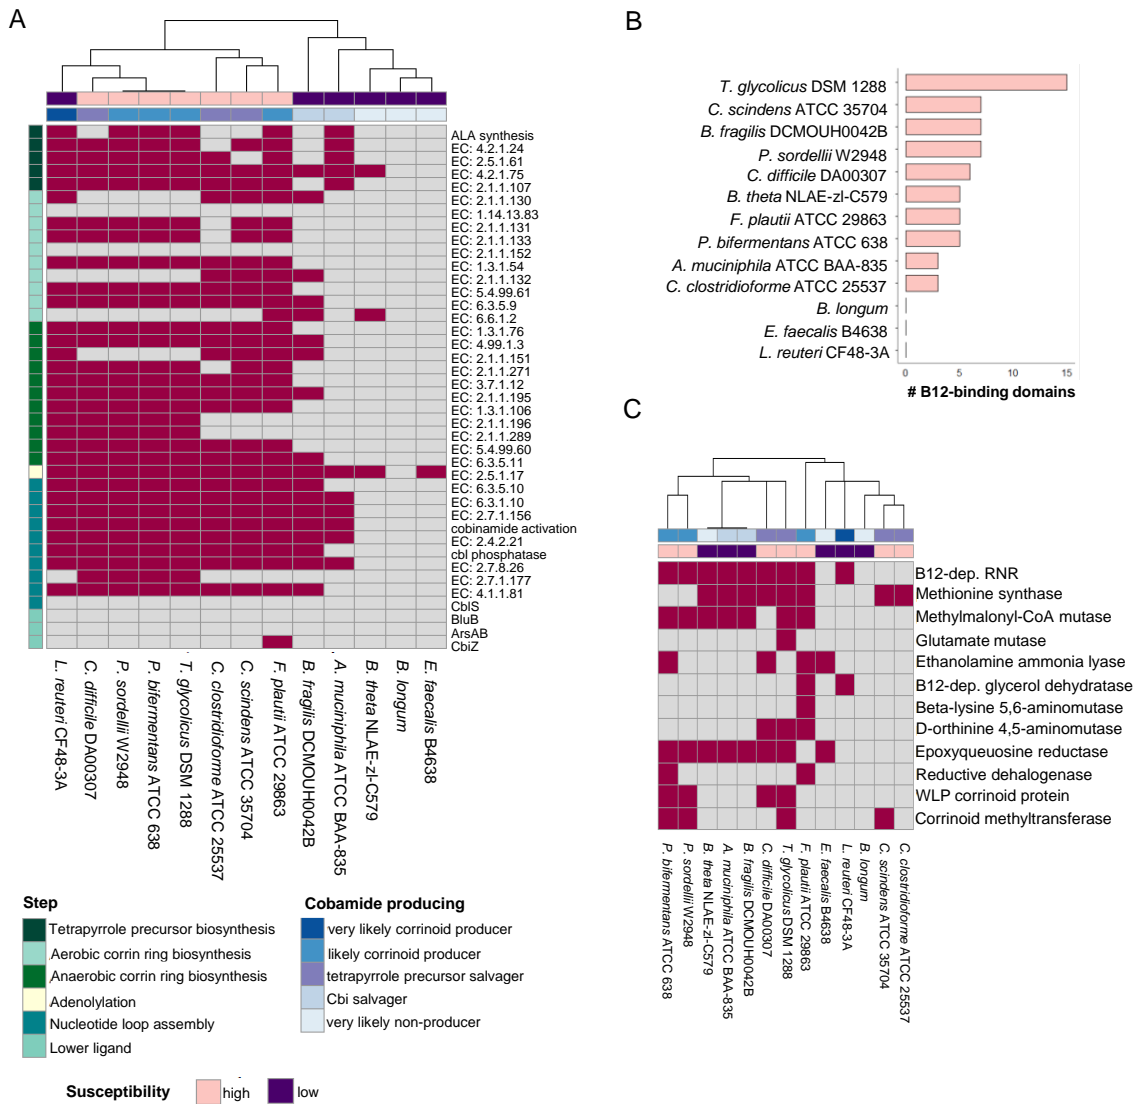 A
ALA synthesis
EC: 4.2.1.24
EC: 2.5.1.61
EC: 4.2.1.75
EC: 2.1.1.107
EC: 2.1.1.130
EC: 1.14.13.83
EC: 2.1.1.131
EC: 2.1.1.133
EC: 2.1.1.152
EC: 1.3.1.54
EC: 2.1.1.132
EC: 5.4.99.61
EC: 6.3.5.9
EC: 6.6.1.2
EC: 1.3.1.76
EC: 4.99.1.3
EC: 2.1.1.151
EC: 2.1.1.271
EC: 3.7.1.12
EC: 2.1.1.195
EC: 1.3.1.106
EC: 2.1.1.196
EC: 2.1.1.289
EC: 5.4.99.60
EC: 6.3.5.11
EC: 2.5.1.17
EC: 6.3.5.10
EC: 6.3.1.10
EC: 2.7.1.156
cobinamide activation
EC: 2.4.2.21
cbl phosphatase
EC: 2.7.8.26
EC: 2.7.1.177
EC: 4.1.1.81
CblS
BluB
ArsAB
CbiZ
L. reuteri CF48-3A
C. difficile DA00307
P. sordellii W2948
P. bifermentans ATCC 638
T. glycolicus DSM 1288
C. clostridioforme ATCC 25537
C. scindens ATCC 35704
F. plautii ATCC 29863
B. fragilis DCMOUH0042B
A. muciniphila ATCC BAA-835
B. theta NLAE-zl-C579
B. longum
E. faecalis B4638
Step
Tetrapyrrole precursor biosynthesis
Aerobic corrin ring biosynthesis
Anaerobic corrin ring biosynthesis
Adenolylation
Nucleotide loop assembly
Lower ligand
Cobamide producing
very likely corrinoid producer
likely corrinoid producer
tetrapyrrole precursor salvager
Cbi salvager
very likely non-producer
Susceptibility high low
B
T. glycolicus DSM 1288
C. scindens ATCC 35704
B. fragilis DCMOUH0042B
P. sordellii W2948
C. difficile DA00307
B. theta NLAE-zl-C579
F. plautii ATCC 29863
P. bifermentans ATCC 638
A. muciniphila ATCC BAA-835
C. clostridioforme ATCC 25537
B. longum
E. faecalis B4638
L. reuteri CF48-3A
0 5 10 15
# B12-binding domains
C
B12-dep. RNR
Methionine synthase
Methylmalonyl-CoA mutase
Glutamate mutase
Ethanolamine ammonia lyase
B12-dep. glycerol dehydratase
Beta-lysine 5,6-aminomutase
D-orthinine 4,5-aminomutase
Epoxyqueuosine reductase
Reductive dehalogenase
WLP corrinoid protein
Corrinoid methyltransferase
P. bifermentans ATCC 638
P. sordellii W2948
B. theta NLAE-zl-C579
A. muciniphila ATCC BAA-835
B. fragilis DCMOUH0042B
C. difficile DA00307
T. glycolicus DSM 1288
F. plautii ATCC 29863
E. faecalis B4638
L. reuteri CF48-3A
B. longum
C. scindens ATCC 35704
C. clostridioforme ATCC 25537